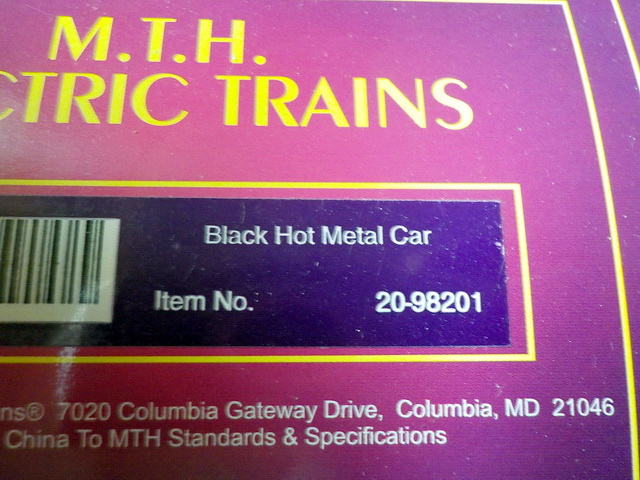 M.T.H.
CTRIC TRAINS
Black Hot Metal Car
Item No. 20-98201
ns® 7020 Columbia Gateway Drive, Columbia, MD 21046
China To MTH Standards & Specifications